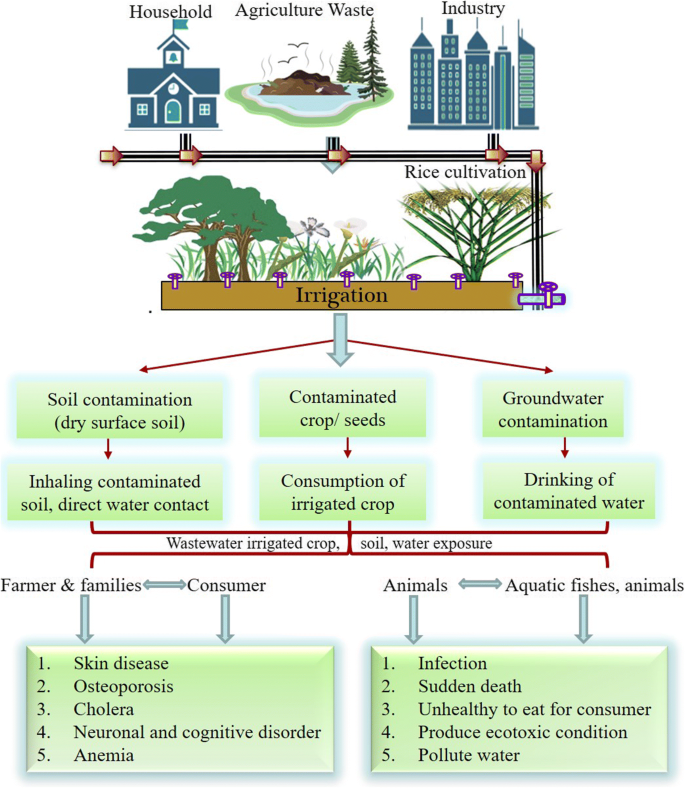 Household
Agriculture Waste
Industry
Rice cultivation
Irrigation
Soil contamination
(dry surface soil)
Contaminated
crop/ seeds
Groundwater
contamination
Inhaling contaminated
soil, direct water contact
Consumption of
irrigated crop
Drinking of
contaminated water
Wastewater irrigated crop, soil, water exposure
Farmer & families
Consumer
Animals
Aquatic fishes, animals
1. Skin disease
2. Osteoporosis
3. Cholera
4. Neuronal and cognitive disorder
5. Anemia
1. Infection
2. Sudden death
3. Unhealthy to eat for consumer
4. Produce ecotoxic condition
5. Pollute water